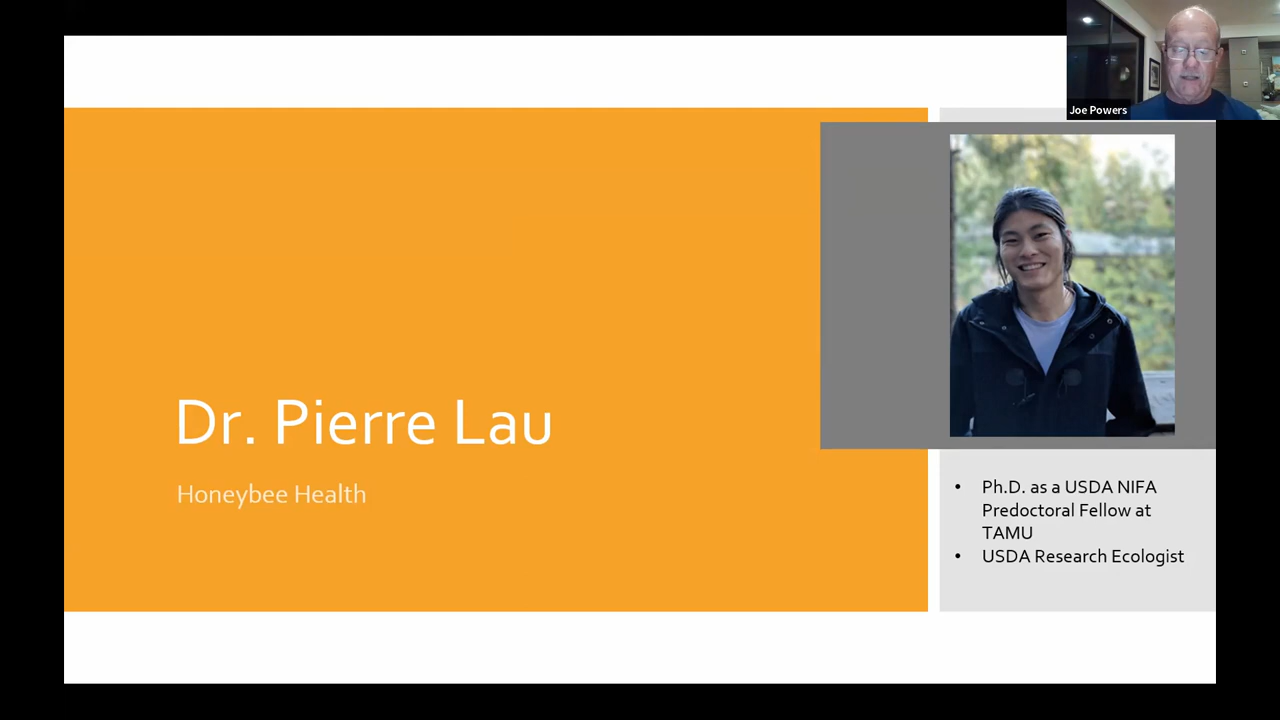 Joe Powers
Dr. Pierre Lau
Honeybee Health
• Ph.D. as a USDA NIFA
Predoctoral Fellow at
TAMU
• USDA Research Ecologist